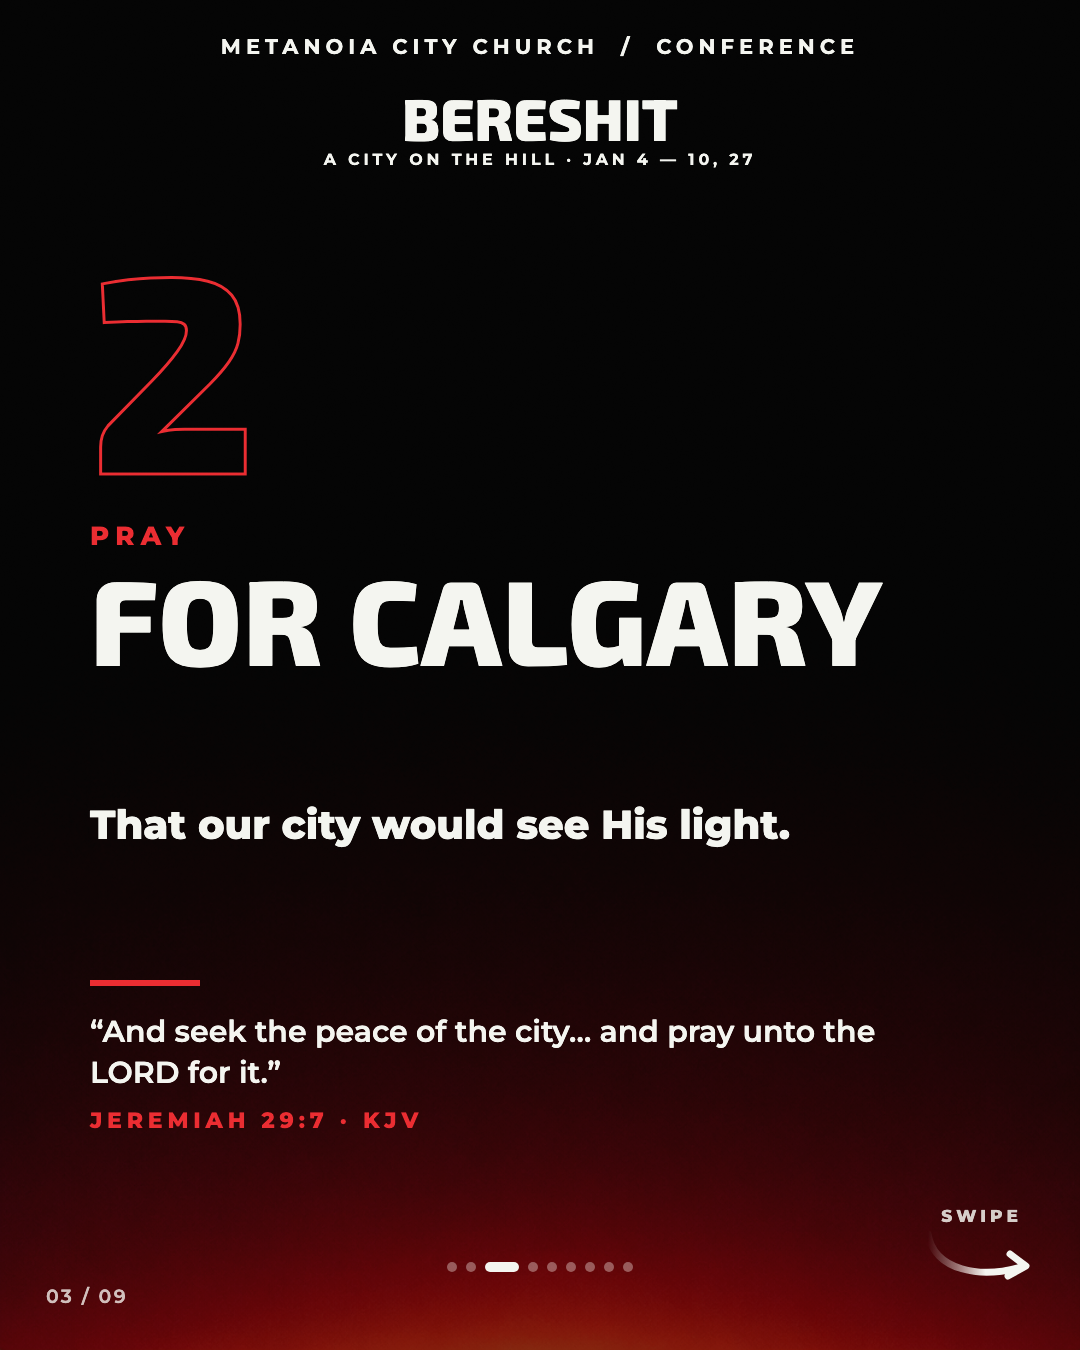 METANOIA CITY CHURCH / CONFERENCE
BERESHIT
A CITY ON THE HILL · JAN 4 — 10, 27
2
PRAY
FOR CALGARY
That our city would see His light.
“And seek the peace of the city... and pray unto the
LORD for it.”
JEREMIAH 29:7 · KJV
SWIPE
03 / 09